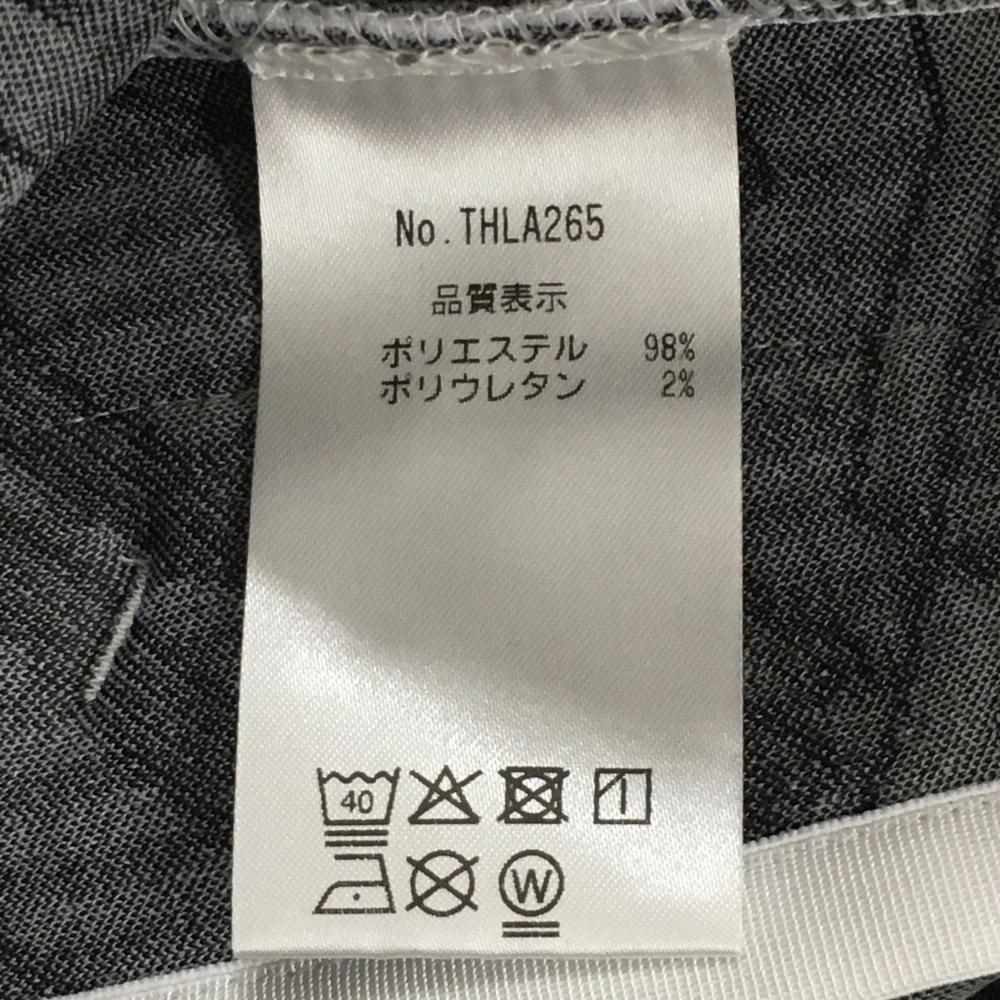 No.THLA265
品質表示
ポリエステル 98%
ポリウレタン 2%
40
W